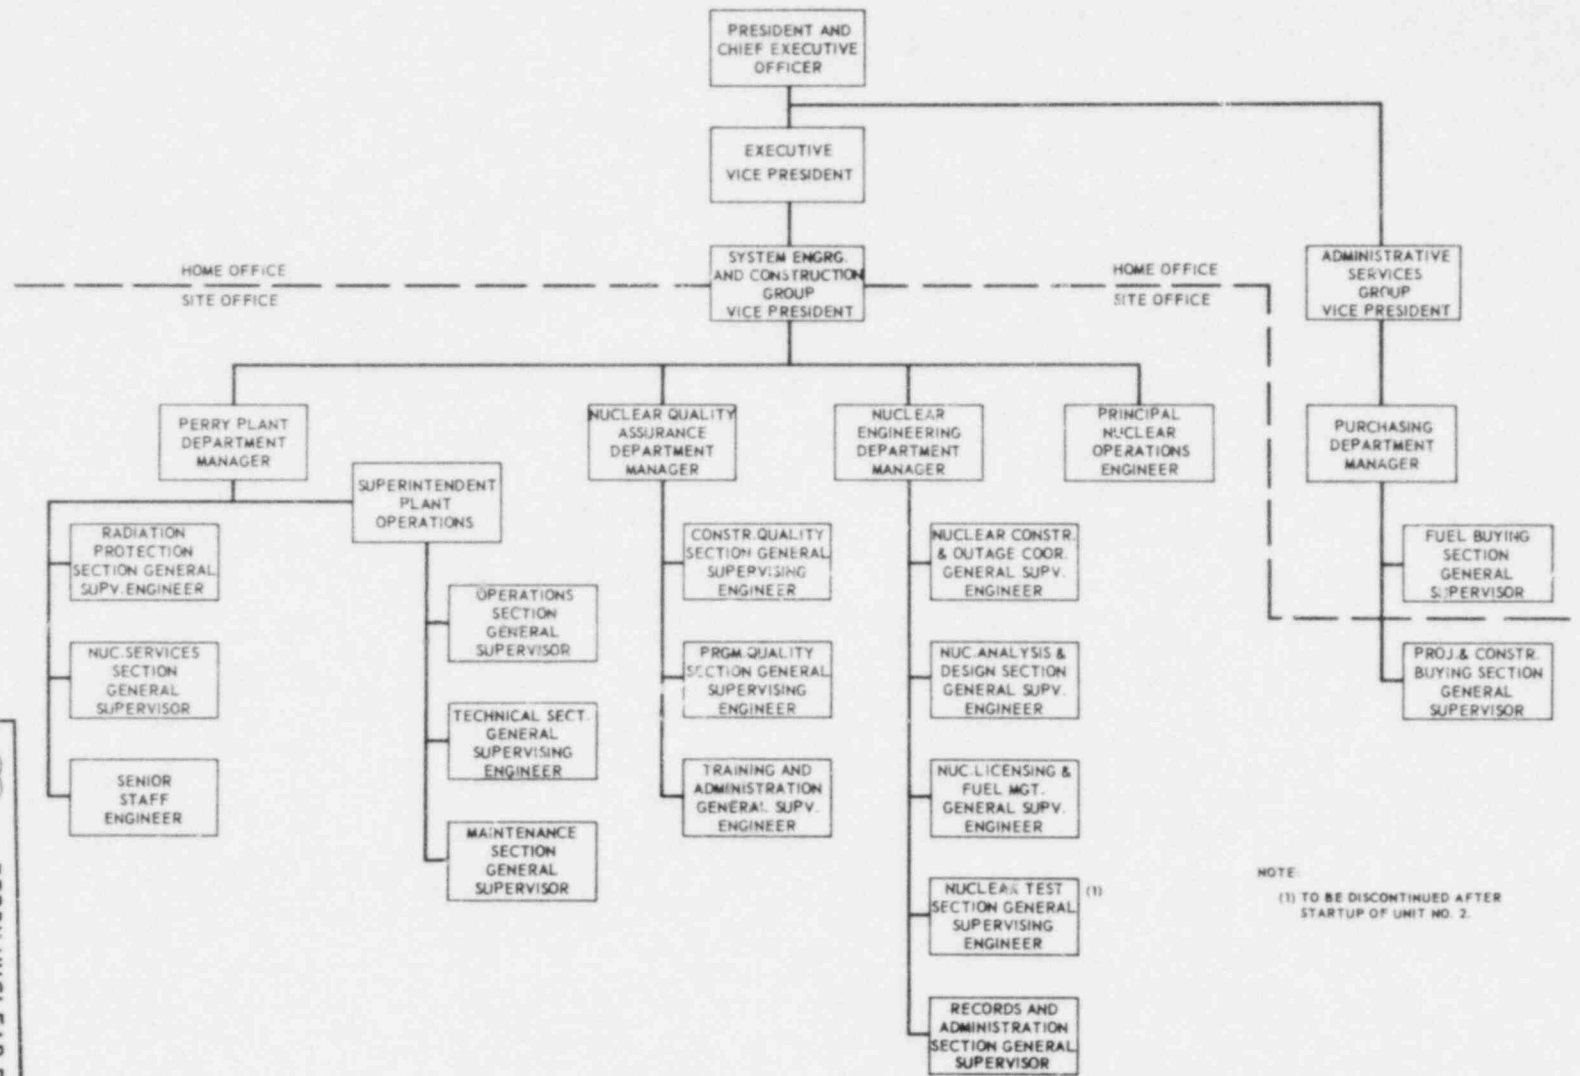 PRESIDENT AND
CHIEF EXECUTIVE
OFFICER
EXECUTIVE
VICE PRESIDENT
SYSTEM ENGRG.
AND CONSTRUCTION
GROUP
VICE PRESIDENT
ADMINISTRATIVE
SERVICES
GROUP
VICE PRESIDENT
HOME OFFICE
SITE OFFICE
HOME OFFICE
SITE OFFICE
PERRY PLANT
DEPARTMENT
MANAGER
NUCLEAR QUALITY
ASSURANCE
DEPARTMENT
MANAGER
NUCLEAR
ENGINEERING
DEPARTMENT
MANAGER
PRINCIPAL
NUCLEAR
OPERATIONS
ENGINEER
PURCHASING
DEPARTMENT
MANAGER
SUPERINTENDENT
PLANT
OPERATIONS
RADIATION
PROTECTION
SECTION GENERAL
SUPV. ENGINEER
NUC. SERVICES
SECTION
GENERAL
SUPERVISOR
SENIOR
STAFF
ENGINEER
OPERATIONS
SECTION
GENERAL
SUPERVISOR
TECHNICAL SECT.
GENERAL
SUPERVISING
ENGINEER
MAINTENANCE
SECTION
GENERAL
SUPERVISOR
CONSTR. QUALITY
SECTION GENERAL
SUPERVISING
ENGINEER
PRGM. QUALITY
SECTION GENERAL
SUPERVISING
ENGINEER
TRAINING AND
ADMINISTRATION
GENERAL SUPV.
ENGINEER
NUCLEAR CONSTR.
& OUTAGE COOR.
GENERAL SUPV.
ENGINEER
NUC. ANALYSIS &
DESIGN SECTION
GENERAL SUPV.
ENGINEER
NUC. LICENSING &
FUEL MGT.
GENERAL SUPV.
ENGINEER
NUCLEAR TEST (1)
SECTION GENERAL
SUPERVISING
ENGINEER
RECORDS AND
ADMINISTRATION
SECTION GENERAL
SUPERVISOR
FUEL BUYING
SECTION
GENERAL
SUPERVISOR
PROJ. & CONSTR.
BUYING SECTION
GENERAL
SUPERVISOR
NOTE:
(1) TO BE DISCONTINUED AFTER
STARTUP OF UNIT NO. 2.